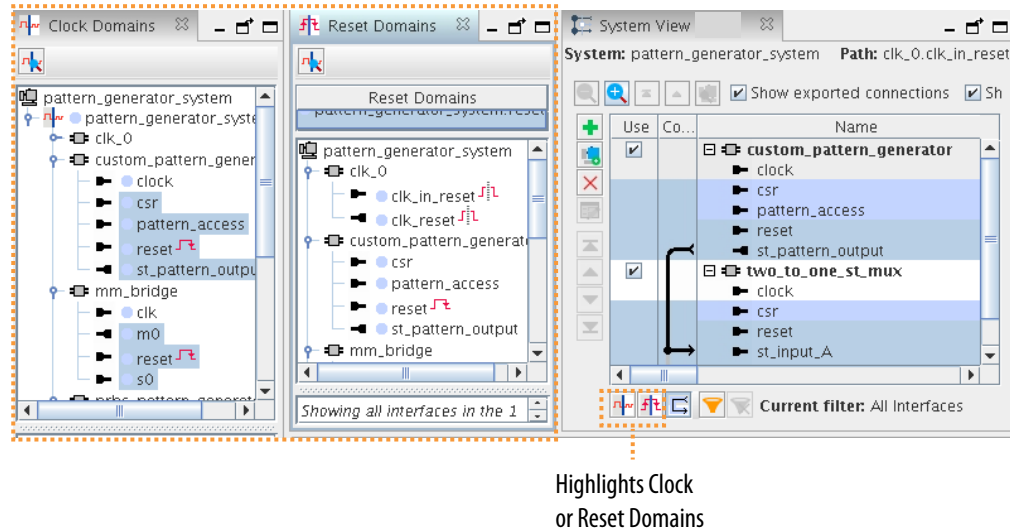 Clock Domains
pattern_generator_system
pattern_generator_syste
clk_0
custom_pattern_gener
clock
csr
pattern_access
reset
st_pattern_outpu
mm_bridge
clk
m0
reset
s0
Reset Domains
Reset Domains
pattern_generator_system
clk_0
clk_in_reset
clk_reset
custom_pattern_generat
csr
pattern_access
reset
st_pattern_output
mm_bridge
Showing all interfaces in the 1
System View
System: pattern_generator_system Path: clk_0.clk_in_reset
Show exported connections Sh
Use Co... Name
custom_pattern_generator
clock
csr
pattern_access
reset
st_pattern_output
two_to_one_st_mux
clock
csr
reset
st_input_A
Current filter: All Interfaces
Highlights Clock
or Reset Domains